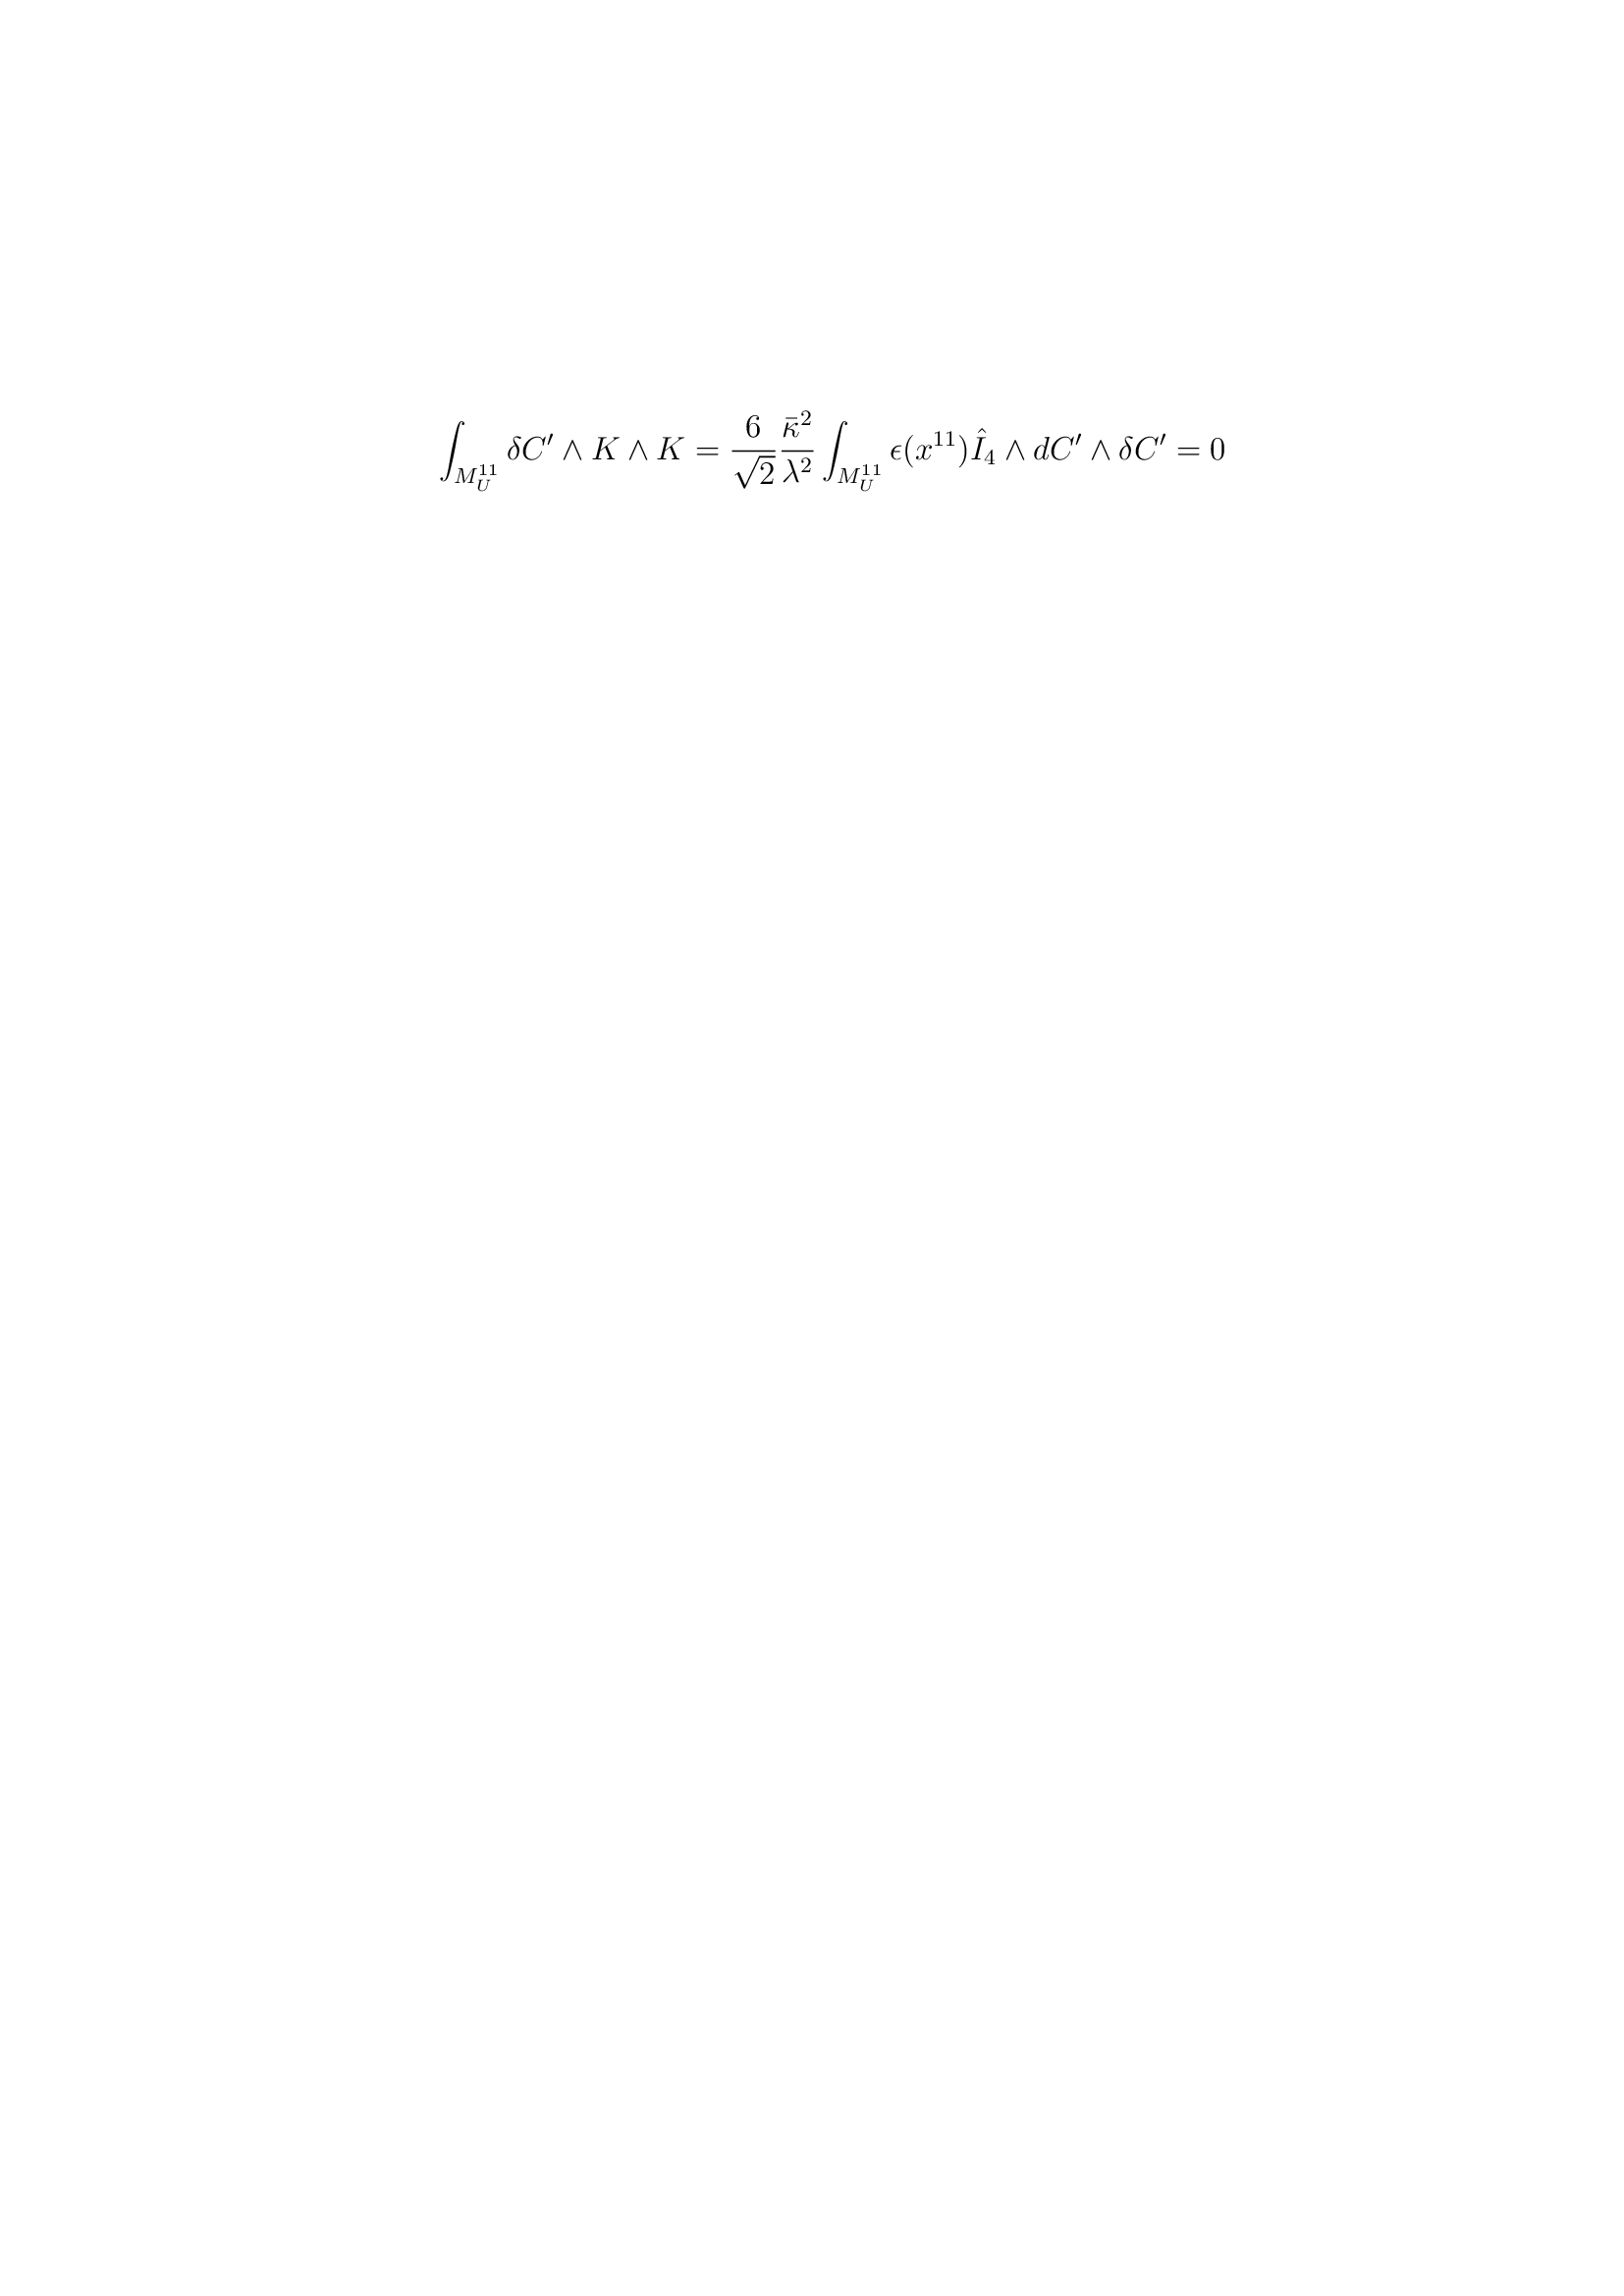 \int_{M_U^{11}} \delta C' \wedge K \wedge K = \frac{6}{\sqrt{2}} \frac{\bar{\kappa}^2}{\lambda^2} \int_{M_U^{11}} \epsilon(x^{11}) \hat{I}_4 \wedge dC' \wedge \delta C' = 0